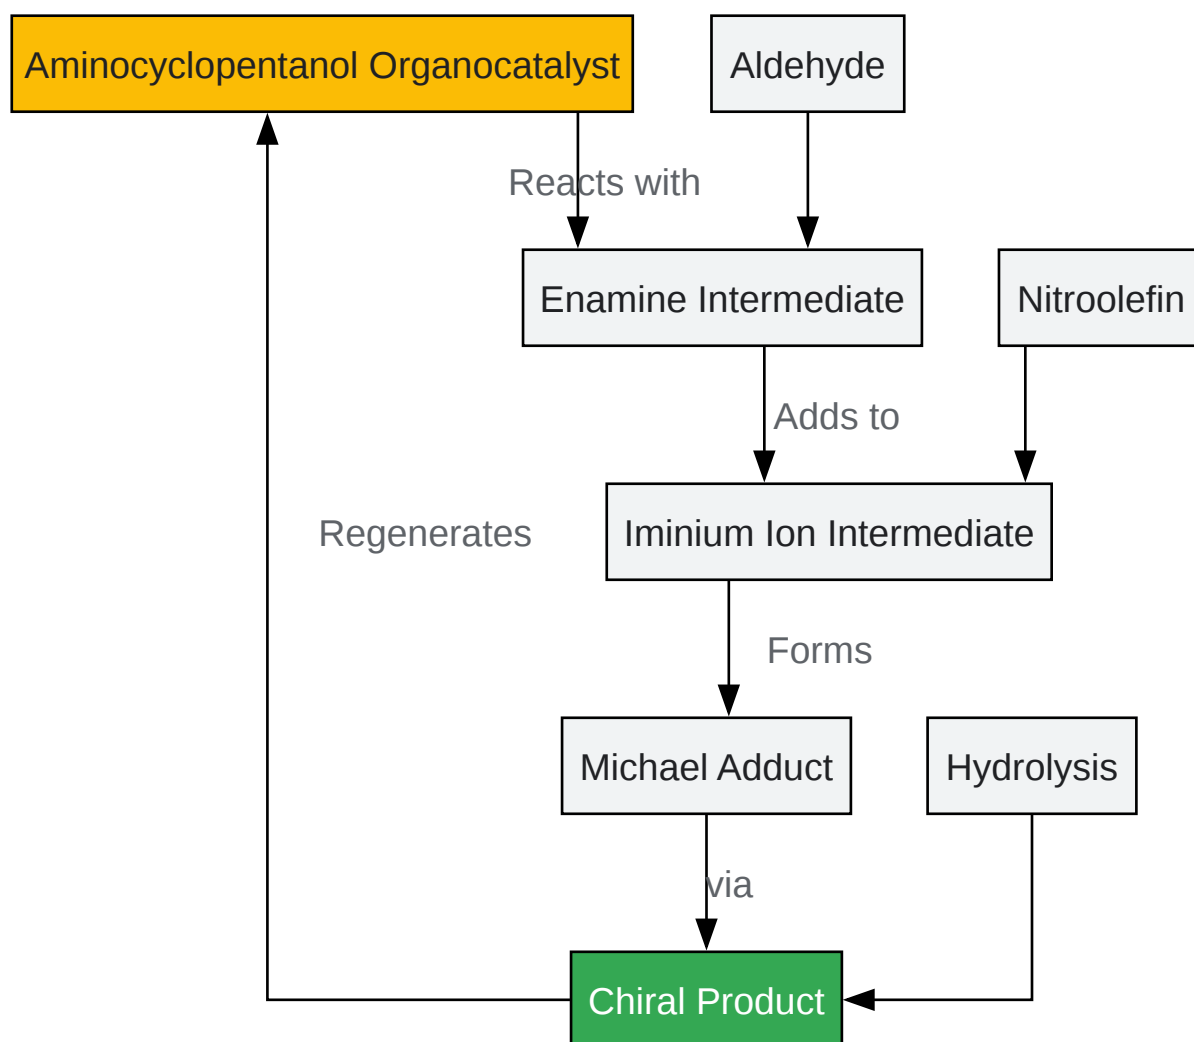 Aminocyclopentanol Organocatalyst
Aldehyde
Reacts with
Enamine Intermediate
Nitroolefin
Adds to
Regenerates
Iminium Ion Intermediate
Forms
Michael Adduct
Hydrolysis
via
Chiral Product